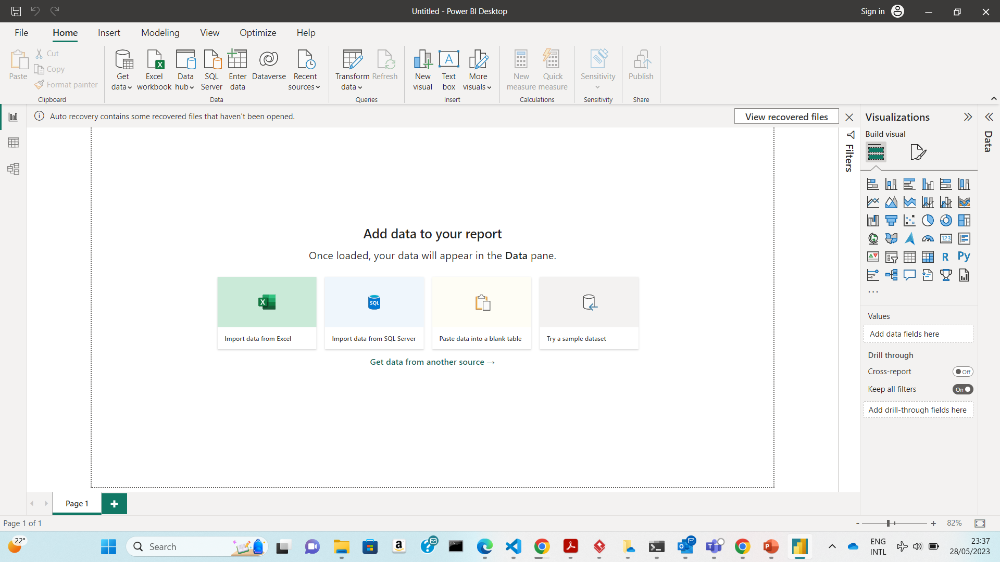 Untitled - Power BI Desktop
Sign in
File Home Insert Modeling View Optimize Help
Paste
Cut
Copy
Format painter
Clipboard
Get data
Excel workbook
Data hub
SQL Server
Enter data
Dataverse
Recent sources
Data
Transform data
Refresh
Queries
New visual
A
Text box
More visuals
Insert
New measure
Quick measure
Calculations
Sensitivity
Sensitivity
Publish
Share
Auto recovery contains some recovered files that haven't been opened.
View recovered files
Filters
Visualizations
Build visual
Data
123
R
Py
...
Values
Add data fields here
Drill through
Cross-report
Off
Keep all filters
On
Add drill-through fields here
Add data to your report
Once loaded, your data will appear in the Data pane.
X
SQL
Import data from Excel
Import data from SQL Server
Paste data into a blank table
Try a sample dataset
Get data from another source →
Page 1
+
Page 1 of 1
- + 82%
22°
Search
a
ENG
INTL
23:37
28/05/2023